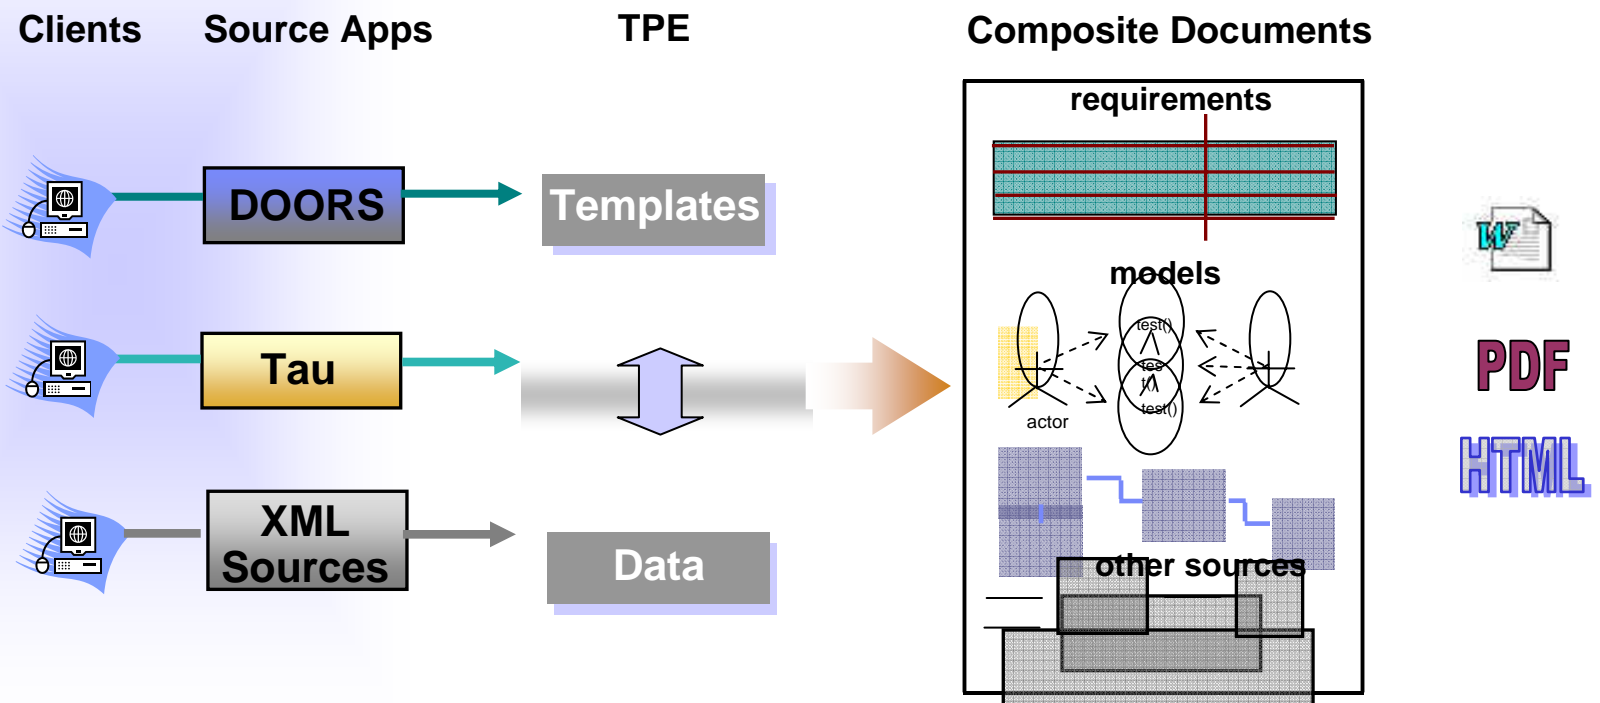 Clients
Source Apps
TPE
Composite Documents
requirements
DOORS
Templates
W
models
test()
Tau
tes
t()
test()
actor
PDF
HTML
XML
Sources
Data
other sources